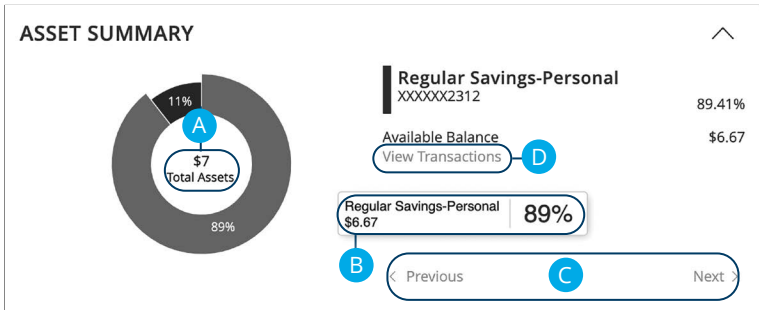 ASSET SUMMARY
11%
A
$7
Total Assets
89%
Regular Savings-Personal
XXXXXX2312
89.41%
Available Balance
$6.67
View Transactions
D
Regular Savings-Personal
$6.67
89%
B
C
Previous
Next